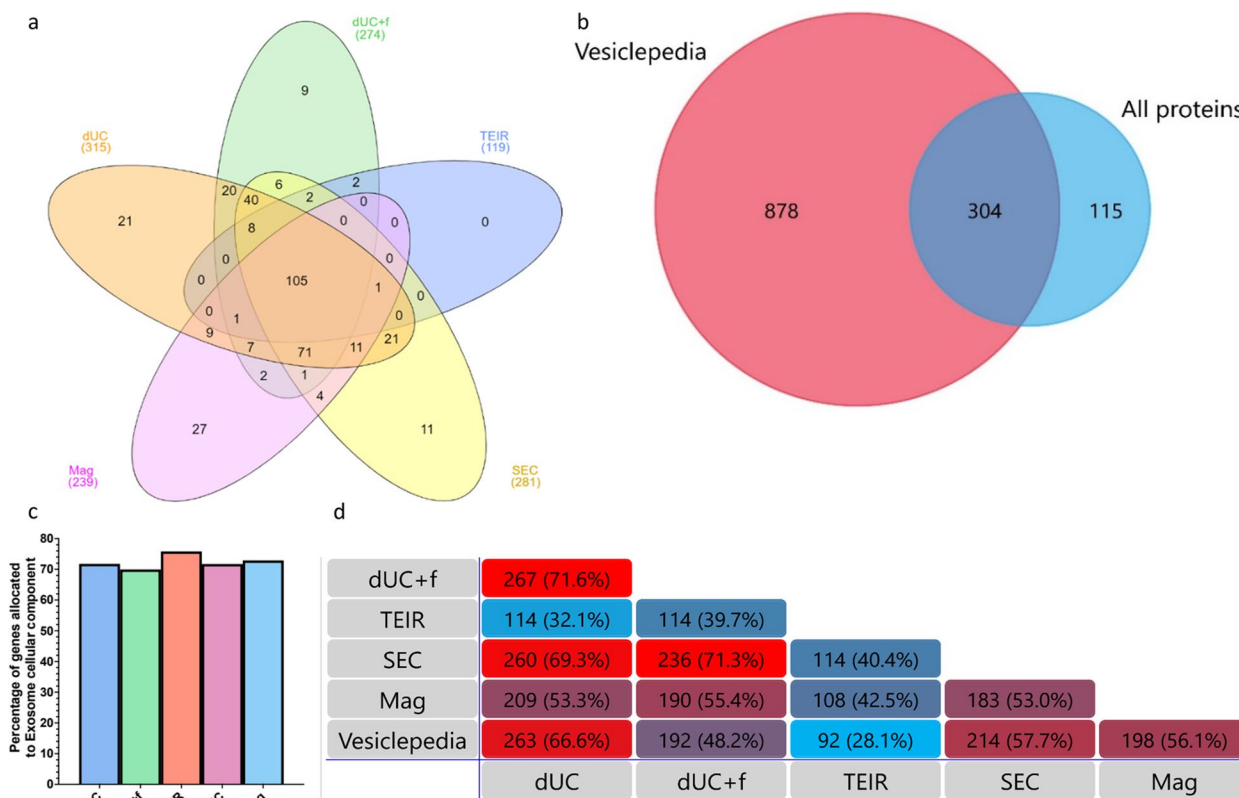 a
dUC+f
(274)
9
dUC
(315)
TEIR
(119)
20
40
6
2
2
0
0
0
21
8
0
0
0
105
0
1
0
0
0
1
9
7
71
11
21
2
1
4
27
11
Mag
(239)
SEC
(281)
b
Vesiclepedia
All proteins
878
304
115
c
Percentage of genes allocated
to Exosome cellular component
80
70
60
50
40
30
20
10
0
d
dUC+f 267 (71.6%)
TEIR 114 (32.1%) 114 (39.7%)
SEC 260 (69.3%) 236 (71.3%) 114 (40.4%)
Mag 209 (53.3%) 190 (55.4%) 108 (42.5%) 183 (53.0%)
Vesiclepedia 263 (66.6%) 192 (48.2%) 92 (28.1%) 214 (57.7%) 198 (56.1%)
dUC dUC+f TEIR SEC Mag